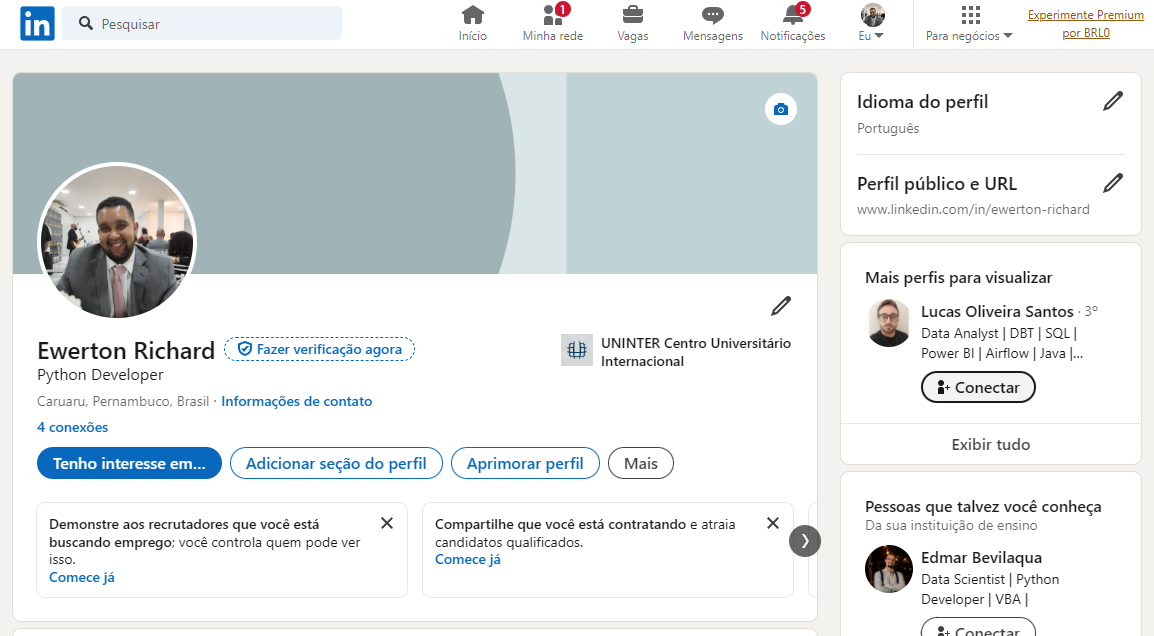 in
Pesquisar
Início
1
Minha rede
Vagas
Mensagens
5
Notificações
Eu
Para negócios
Experimente Premium
por BRL0
Ewerton Richard
Fazer verificação agora
Python Developer
Caruaru, Pernambuco, Brasil · Informações de contato
4 conexões
UNINTER Centro Universitário
Internacional
Tenho interesse em...
Adicionar seção do perfil
Aprimorar perfil
Mais
Demonstre aos recrutadores que você está
buscando emprego; você controla quem pode ver
isso.
Comece já
Compartilhe que você está contratando e atraia
candidatos qualificados.
Comece já
Idioma do perfil
Português
Perfil público e URL
www.linkedin.com/in/ewerton-richard
Mais perfis para visualizar
Lucas Oliveira Santos · 3º
Data Analyst | DBT | SQL |
Power BI | Airflow | Java |...
Conectar
Exibir tudo
Pessoas que talvez você conheça
Da sua instituição de ensino
Edmar Bevilaqua
Data Scientist | Python
Developer | VBA |
Conectar